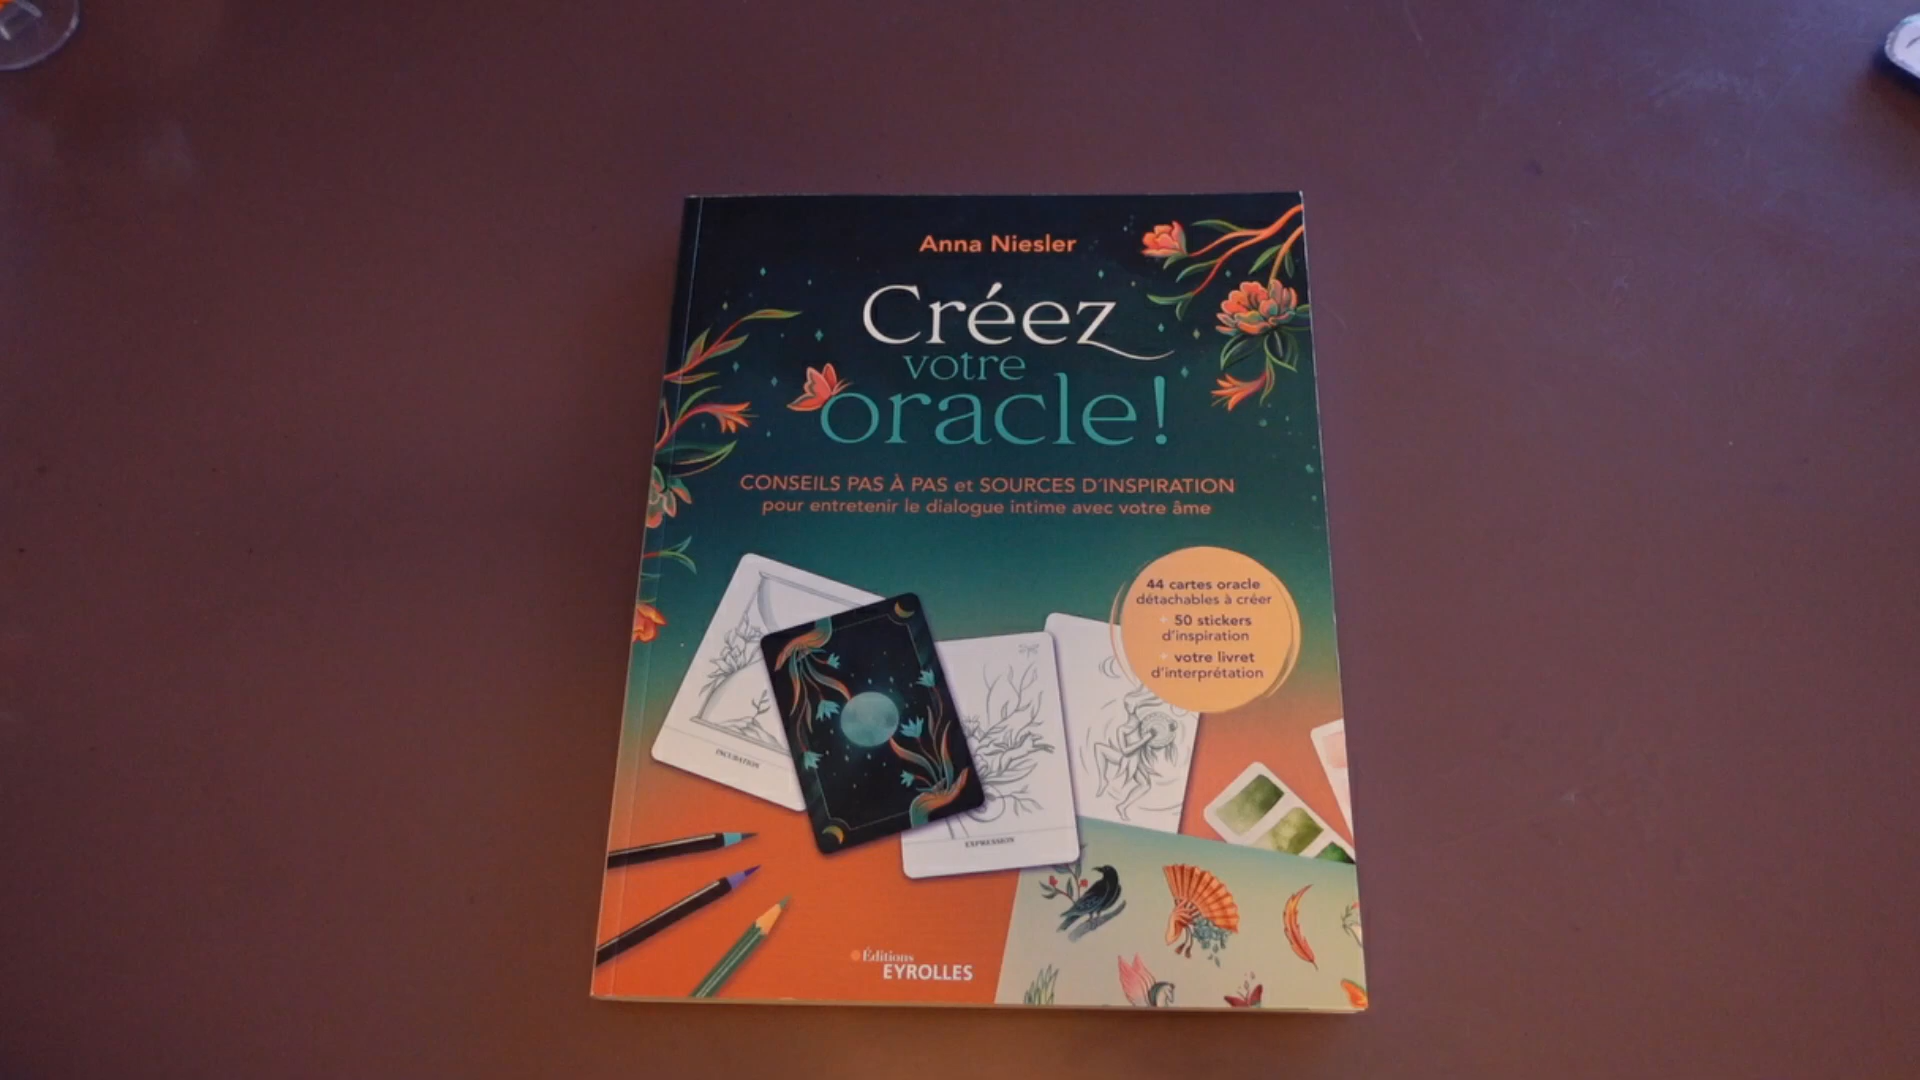 Anna Niesler
Créez
votre
oracle!
CONSEILS PAS À PAS et SOURCES D'INSPIRATION
pour entretenir le dialogue intime avec votre âme
44 cartes oracle
détachables à créer
+ 50 stickers
d'inspiration
+ votre livret
d'interprétation
INCUBATION
EXPRESSION
Éditions
EYROLLES